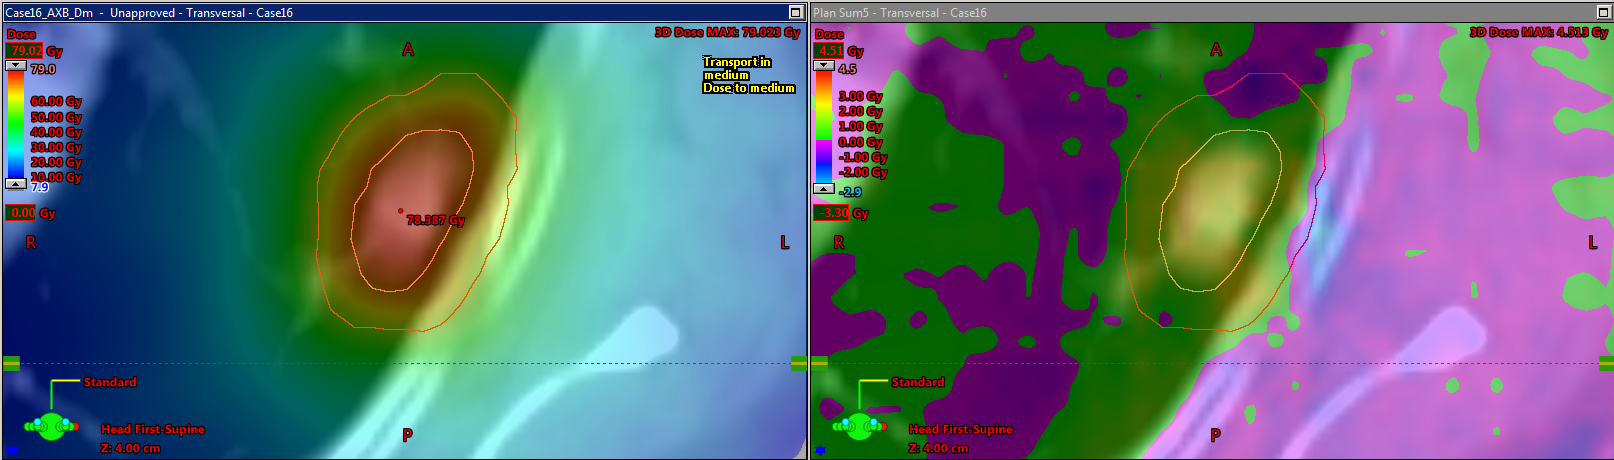 Case16_AXB_Dm - Unapproved - Transversal - Case16
Dose
79.02 Gy
79.0
60.00 Gy
50.00 Gy
40.00 Gy
30.00 Gy
20.00 Gy
10.00 Gy
7.9
0.00 Gy
3D Dose MAX: 79.023 Gy
Transport in
medium
Dose to medium
A
78.387 Gy
R
L
Standard
P
Head First-Supine
Z: 4.00 cm
Plan Sum5 - Transversal - Case16
Dose
4.51 Gy
4.5
3.00 Gy
2.00 Gy
1.00 Gy
0.00 Gy
-1.00 Gy
-2.00 Gy
-2.9
-3.30 Gy
3D Dose MAX: 4.513 Gy
A
R
L
Standard
P
Head First-Supine
Z: 4.00 cm